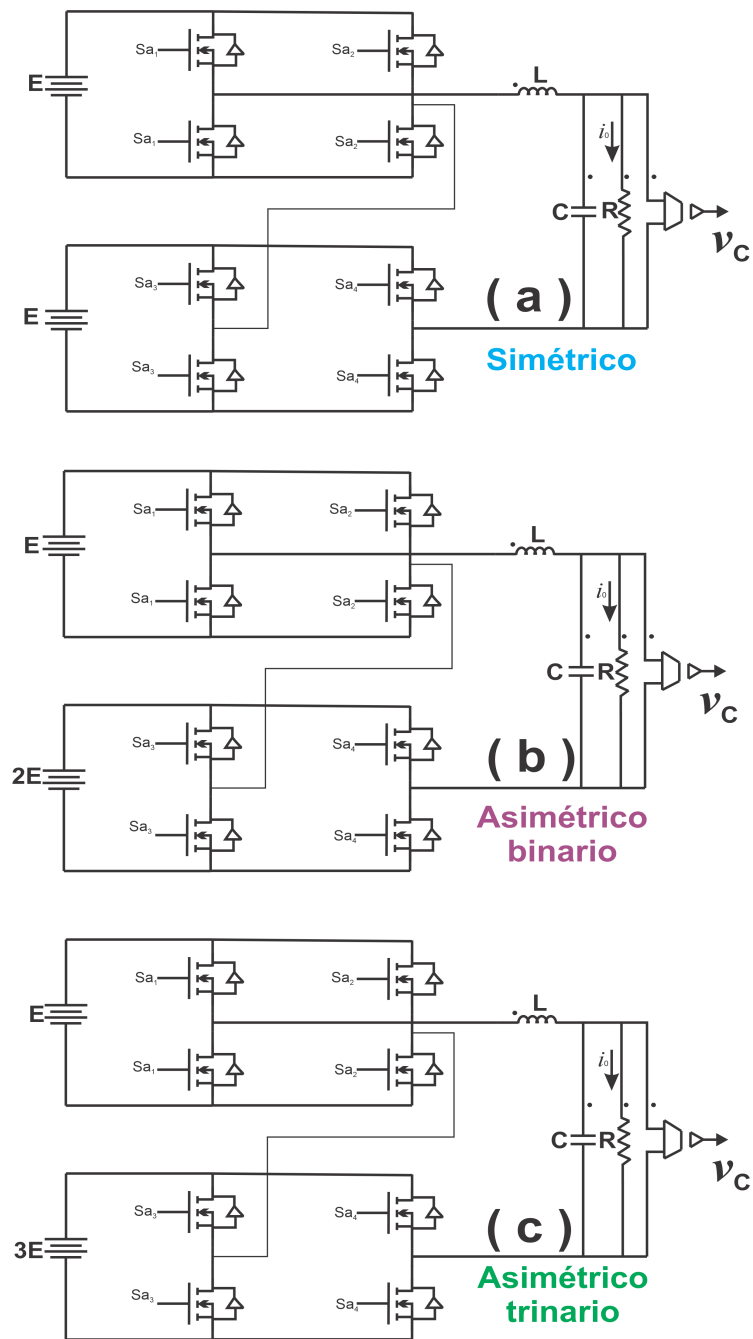 Sa1
Sa2
L
E
i0
Sa1
Sa2
C
R
vC
Sa3
Sa4
( a )
E
Simétrico
Sa3
Sa4
Sa1
Sa2
L
E
i0
Sa1
Sa2
C
R
vC
Sa3
Sa4
( b )
2E
Asimétrico
binario
Sa3
Sa4
Sa1
Sa2
L
E
i0
Sa1
Sa2
C
R
vC
Sa3
Sa4
( c )
3E
Asimétrico
trinario
Sa3
Sa4